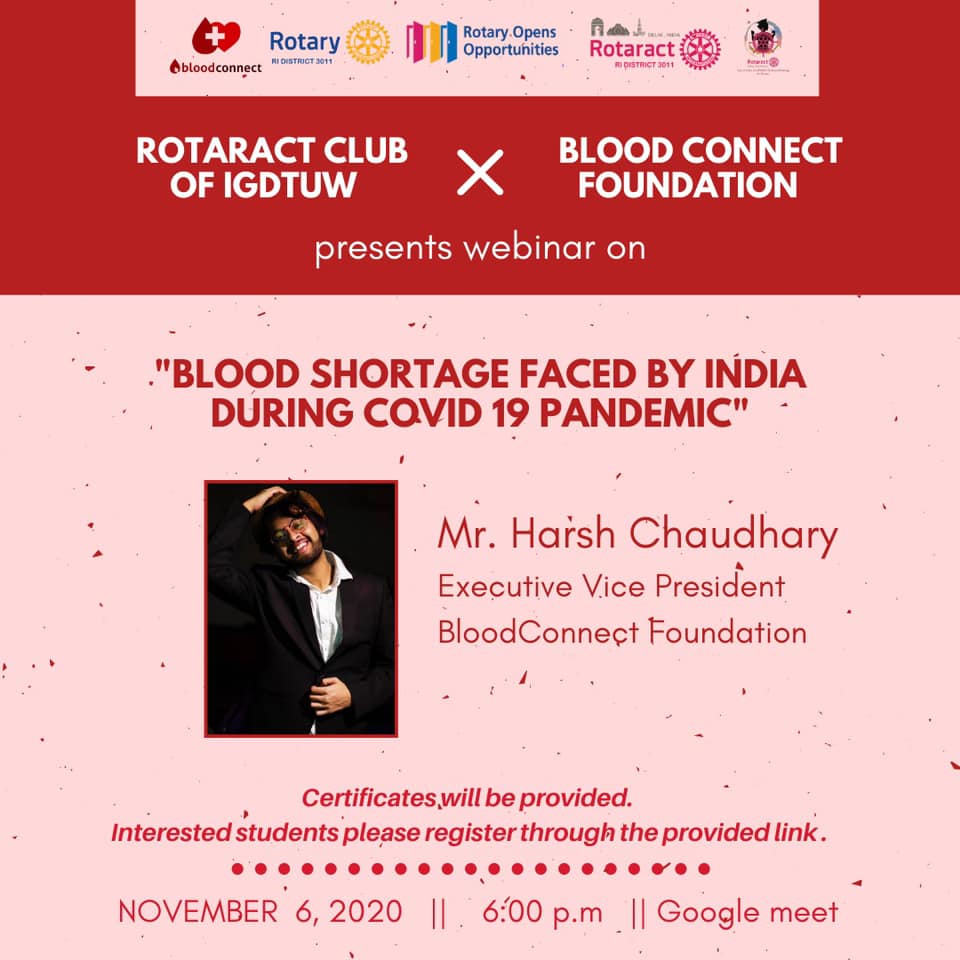 bloodconnect
Rotary
RI DISTRICT 3011
Rotary Opens
Opportunities
DELHI, INDIA
Rotaract
RI DISTRICT 3011
Rotaract
ROTARACT CLUB
OF IGDTUW
X
BLOOD CONNECT
FOUNDATION
presents webinar on
"BLOOD SHORTAGE FACED BY INDIA
DURING COVID 19 PANDEMIC"
Mr. Harsh Chaudhary
Executive Vice President
BloodConnect Foundation
Certificates will be provided.
Interested students please register through the provided link .
NOVEMBER 6, 2020 || 6:00 p.m || Google meet